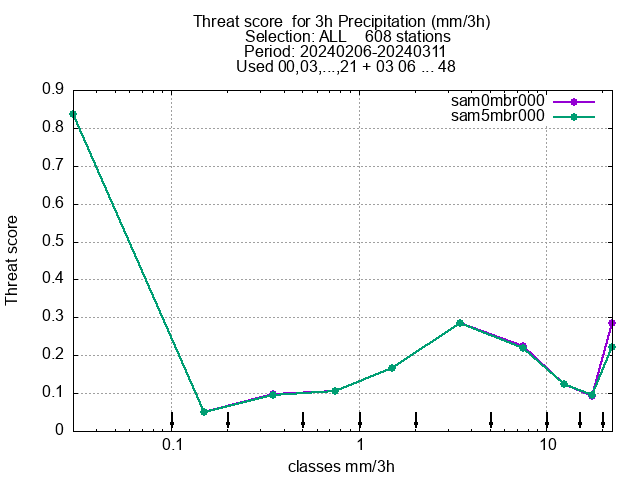 Threat score for 3h Precipitation (mm/3h)
Selection: ALL 608 stations
Period: 20240206-20240311
Used 00,03,...,21 + 03 06 ... 48
sam0mbr000
sam5mbr000
0.9
0.8
0.7
0.6
0.5
0.4
0.3
0.2
0.1
0
Threat score
0.1 1 10
classes mm/3h